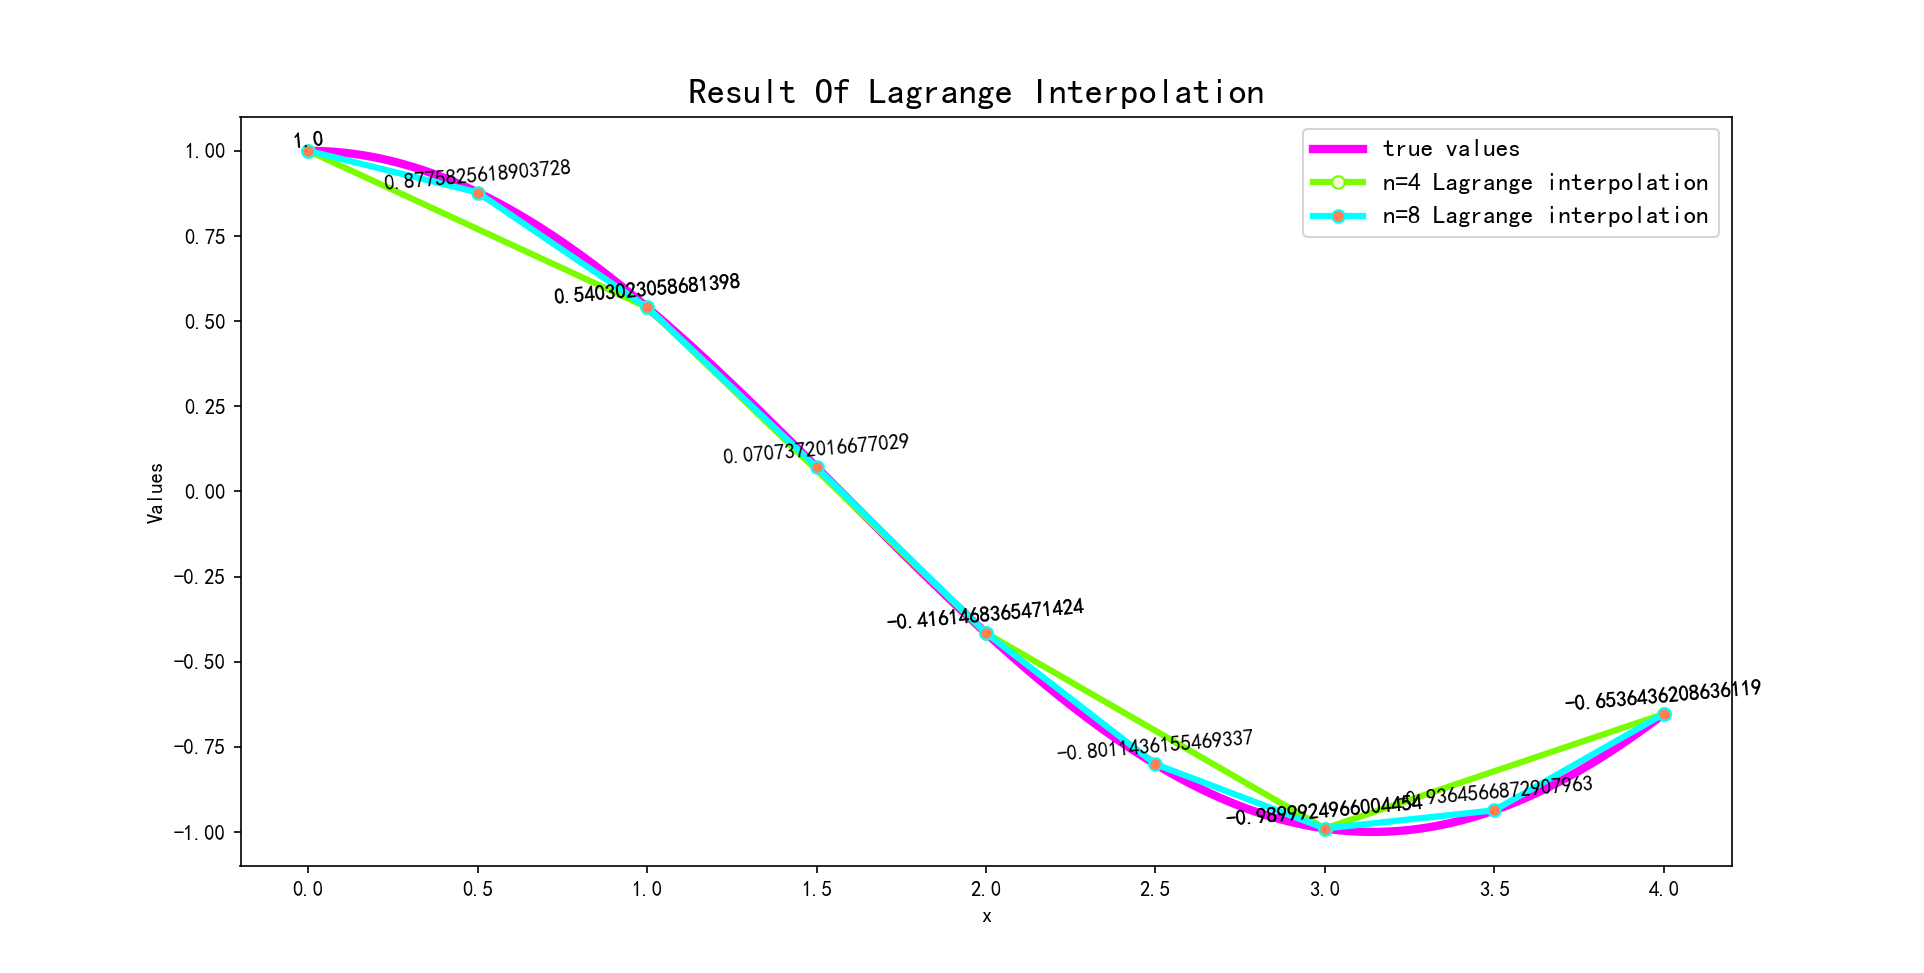 Result Of Lagrange Interpolation
true values
n=4 Lagrange interpolation
n=8 Lagrange interpolation
1.0
0.8775825618903728
0.5403023058681398
0.0707372016677029
-0.4161468365471424
-0.8011436155469337
-0.9899924966004454
-0.9364566872907963
-0.6536436208636119
1.00
0.75
0.50
0.25
0.00
-0.25
-0.50
-0.75
-1.00
Values
0.0 0.5 1.0 1.5 2.0 2.5 3.0 3.5 4.0
x